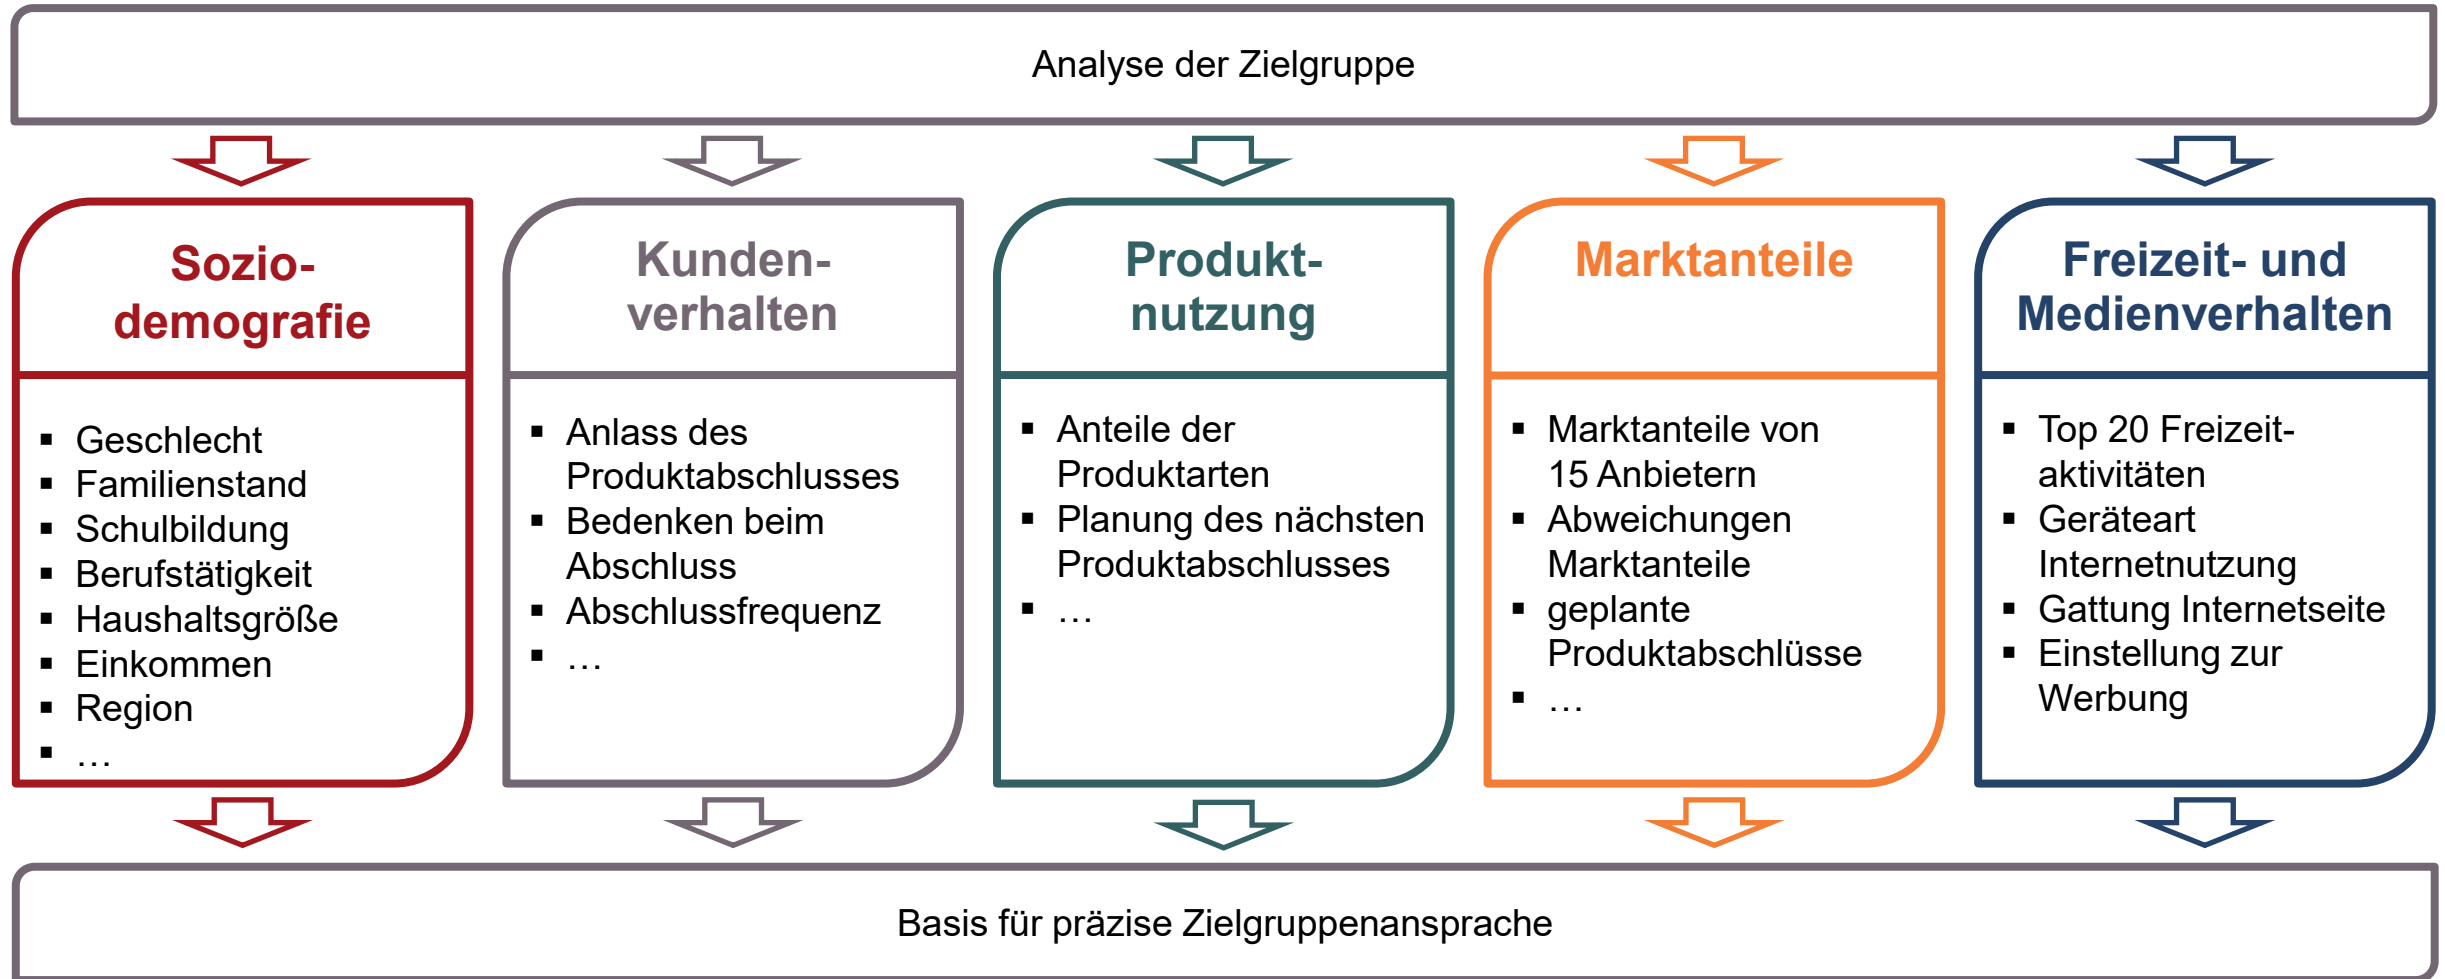 Analyse der Zielgruppe
Sozio-
demografie
▪ Geschlecht
▪ Familienstand
▪ Schulbildung
▪ Berufstätigkeit
▪ Haushaltsgröße
▪ Einkommen
▪ Region
▪ …
Kunden-
verhalten
▪ Anlass des
Produktabschlusses
▪ Bedenken beim
Abschluss
▪ Abschlussfrequenz
▪ …
Produkt-
nutzung
▪ Anteile der
Produktarten
▪ Planung des nächsten
Produktabschlusses
▪ …
Marktanteile
▪ Marktanteile von
15 Anbietern
▪ Abweichungen
Marktanteile
▪ geplante
Produktabschlüsse
▪ …
Freizeit- und
Medienverhalten
▪ Top 20 Freizeit-
aktivitäten
▪ Geräteart
Internetnutzung
▪ Gattung Internetseite
▪ Einstellung zur
Werbung
Basis für präzise Zielgruppenansprache